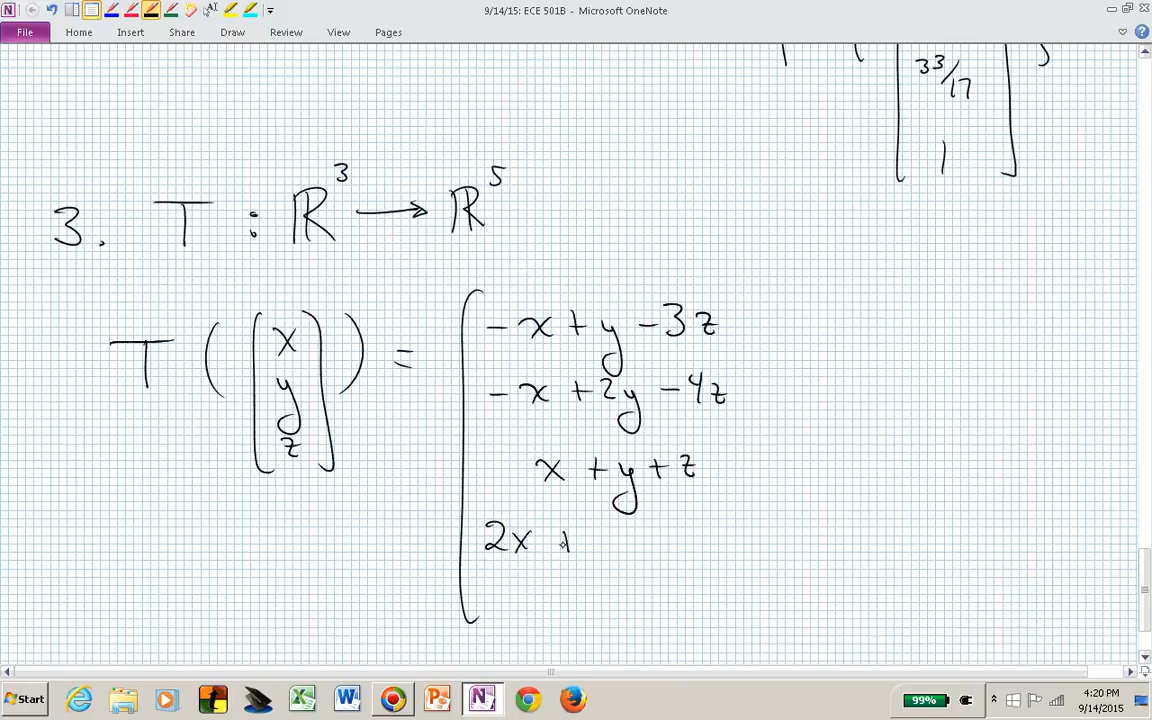 9/14/15: ECE 501B - Microsoft OneNote
File Home Insert Share Draw Review View Pages
33/17
1
3. T : ℝ³ → ℝ⁵
T ( [ x y z ] ) = [
-x + y - 3z
-x + 2y - 4z
x + y + z
2x +
Start
99%
4:20 PM
9/14/2015